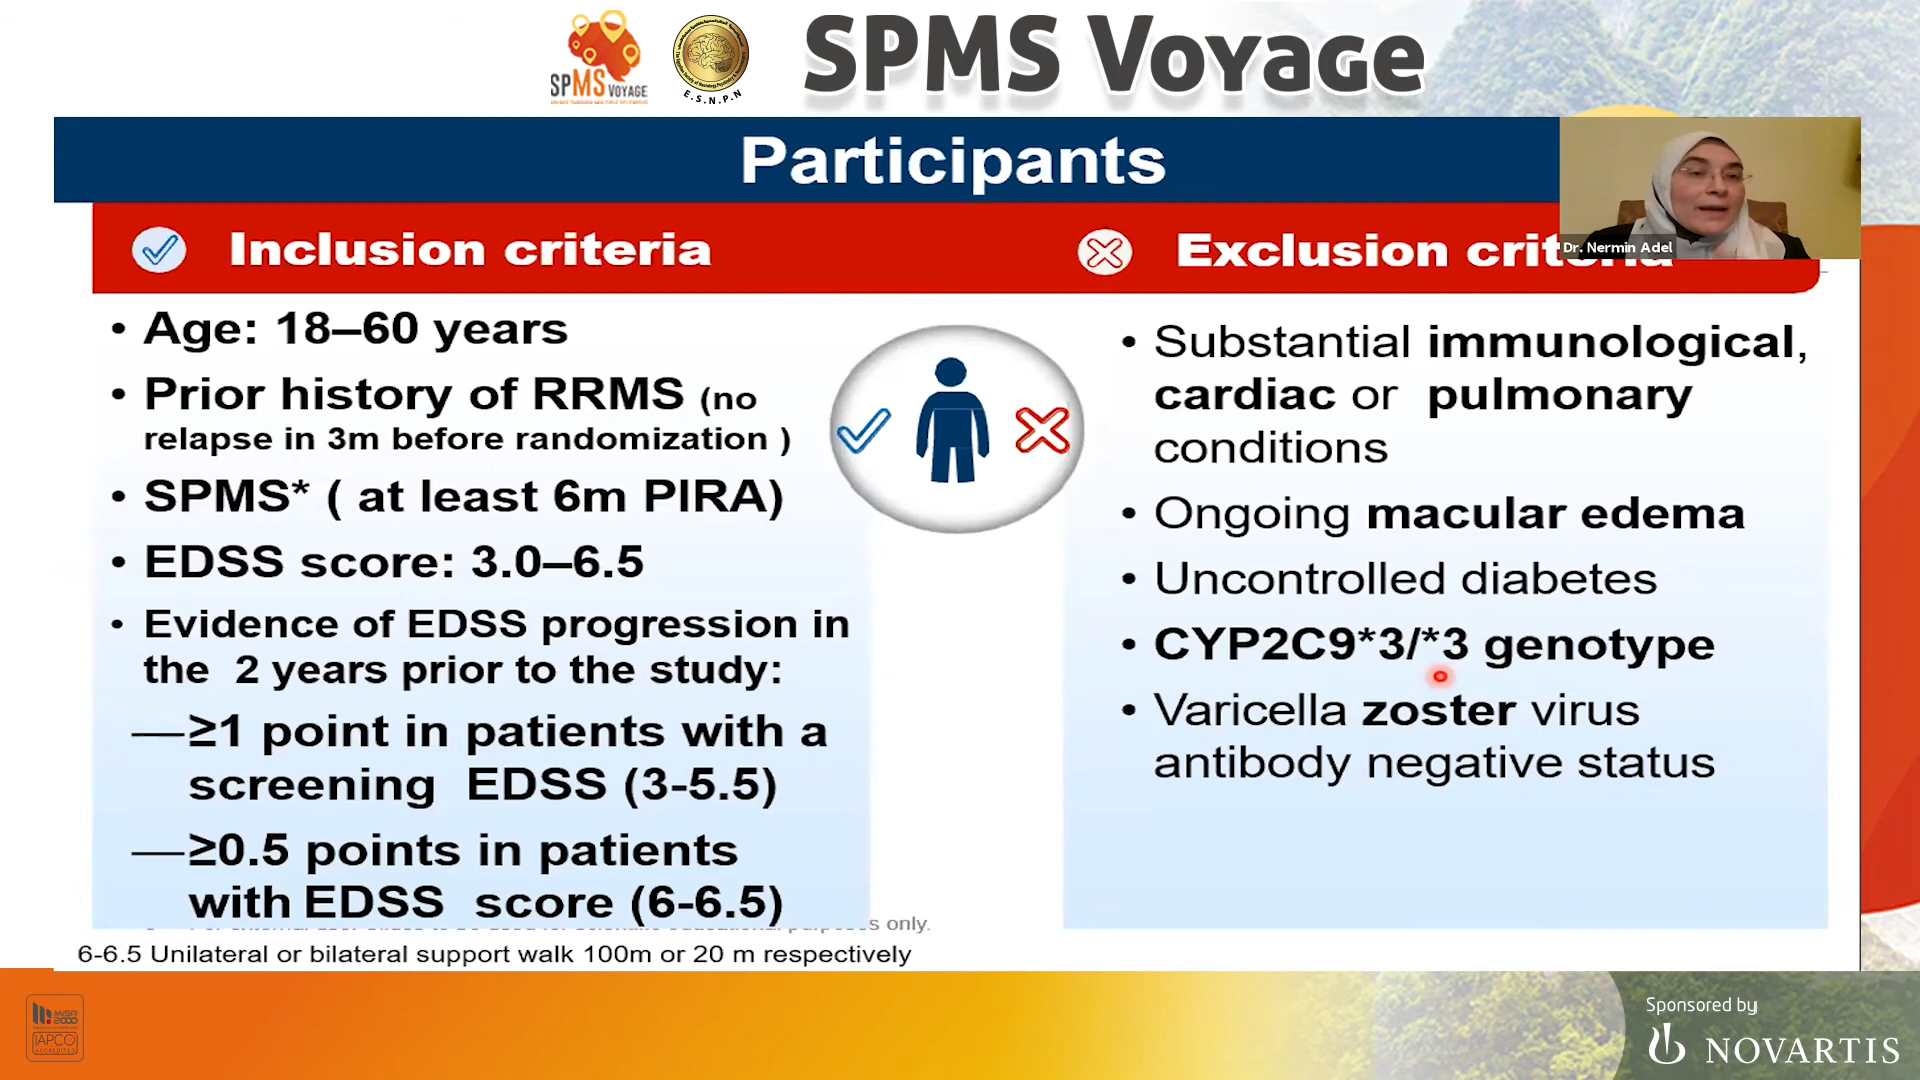 SPMS VOYAGE
E.S.N.P.N
SPMS Voyage
Participants
Dr. Nermin Adel
Inclusion criteria
• Age: 18–60 years
• Prior history of RRMS (no
relapse in 3m before randomization )
• SPMS* ( at least 6m PIRA)
• EDSS score: 3.0–6.5
• Evidence of EDSS progression in
the 2 years prior to the study:
—≥1 point in patients with a
screening EDSS (3-5.5)
—≥0.5 points in patients
with EDSS score (6-6.5)
Exclusion criteria
• Substantial immunological,
cardiac or pulmonary
conditions
• Ongoing macular edema
• Uncontrolled diabetes
• CYP2C9*3/*3 genotype
• Varicella zoster virus
antibody negative status
s only.
6-6.5 Unilateral or bilateral support walk 100m or 20 m respectively
MISR
2000
IAPCO
ACCREDITED
Sponsored by
NOVARTIS